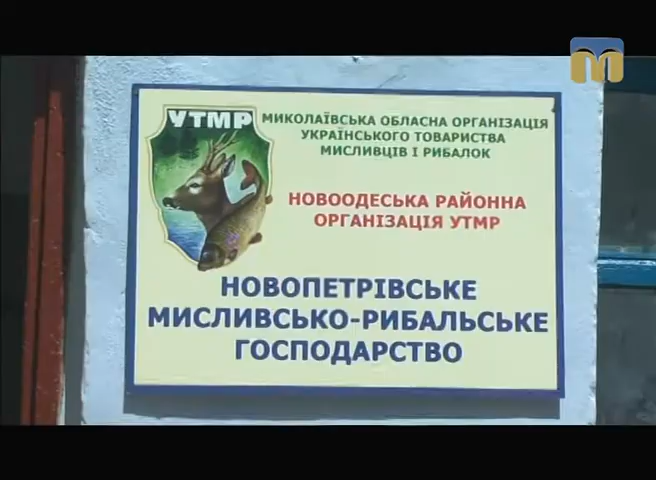 УТМР
МИКОЛАЇВСЬКА ОБЛАСНА ОРГАНІЗАЦІЯ
УКРАЇНСЬКОГО ТОВАРИСТВА
МИСЛИВЦІВ І РИБАЛОК
НОВООДЕСЬКА РАЙОННА
ОРГАНІЗАЦІЯ УТМР
НОВОПЕТРІВСЬКЕ
МИСЛИВСЬКО-РИБАЛЬСЬКЕ
ГОСПОДАРСТВО